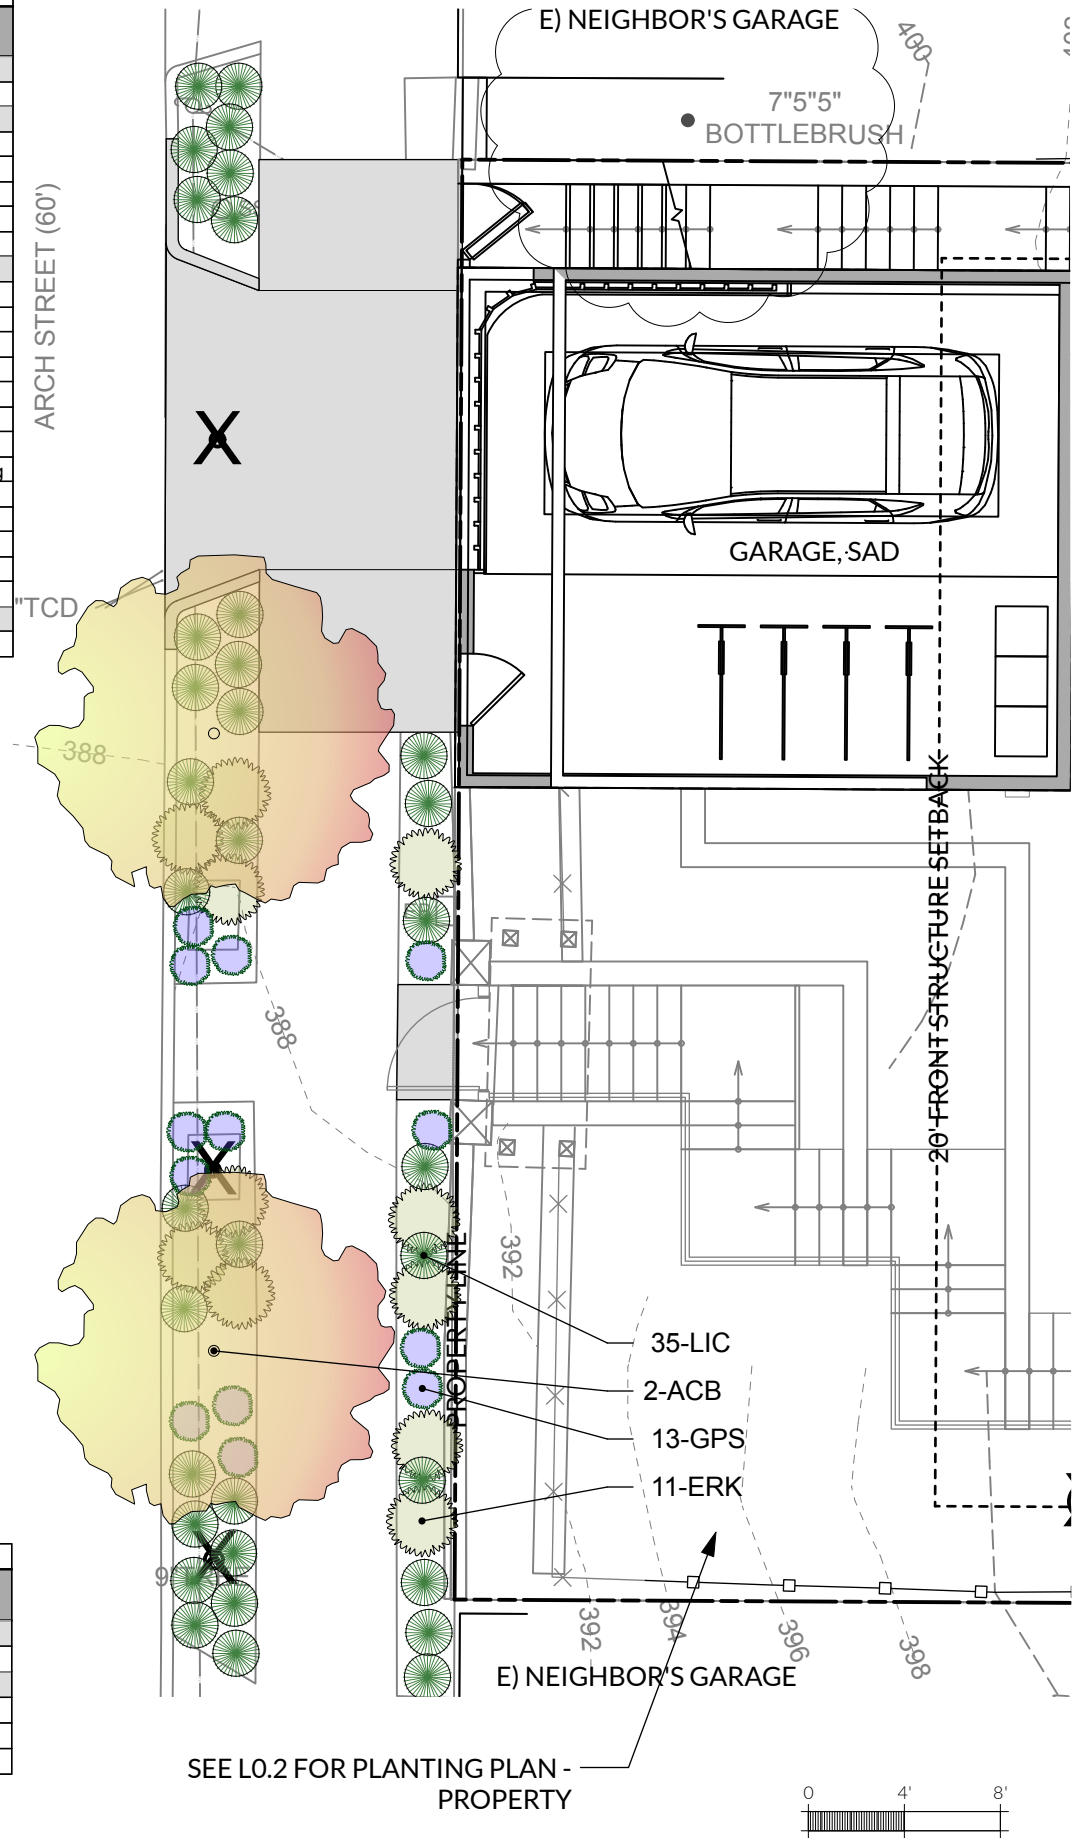 E) NEIGHBOR'S GARAGE
400
7"5"5"
BOTTLEBRUSH
ARCH STREET (60')
X
GARAGE, SAD
"TCD
388
20' FRONT STRUCTURE SETBACK
388
X
392
PROPERTY LINE
35-LIC
2-ACB
13-GPS
11-ERK
392
394
396
398
E) NEIGHBOR'S GARAGE
SEE L0.2 FOR PLANTING PLAN -
PROPERTY
0 4' 8'